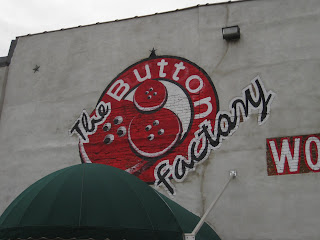 The
Button
Factory
WO